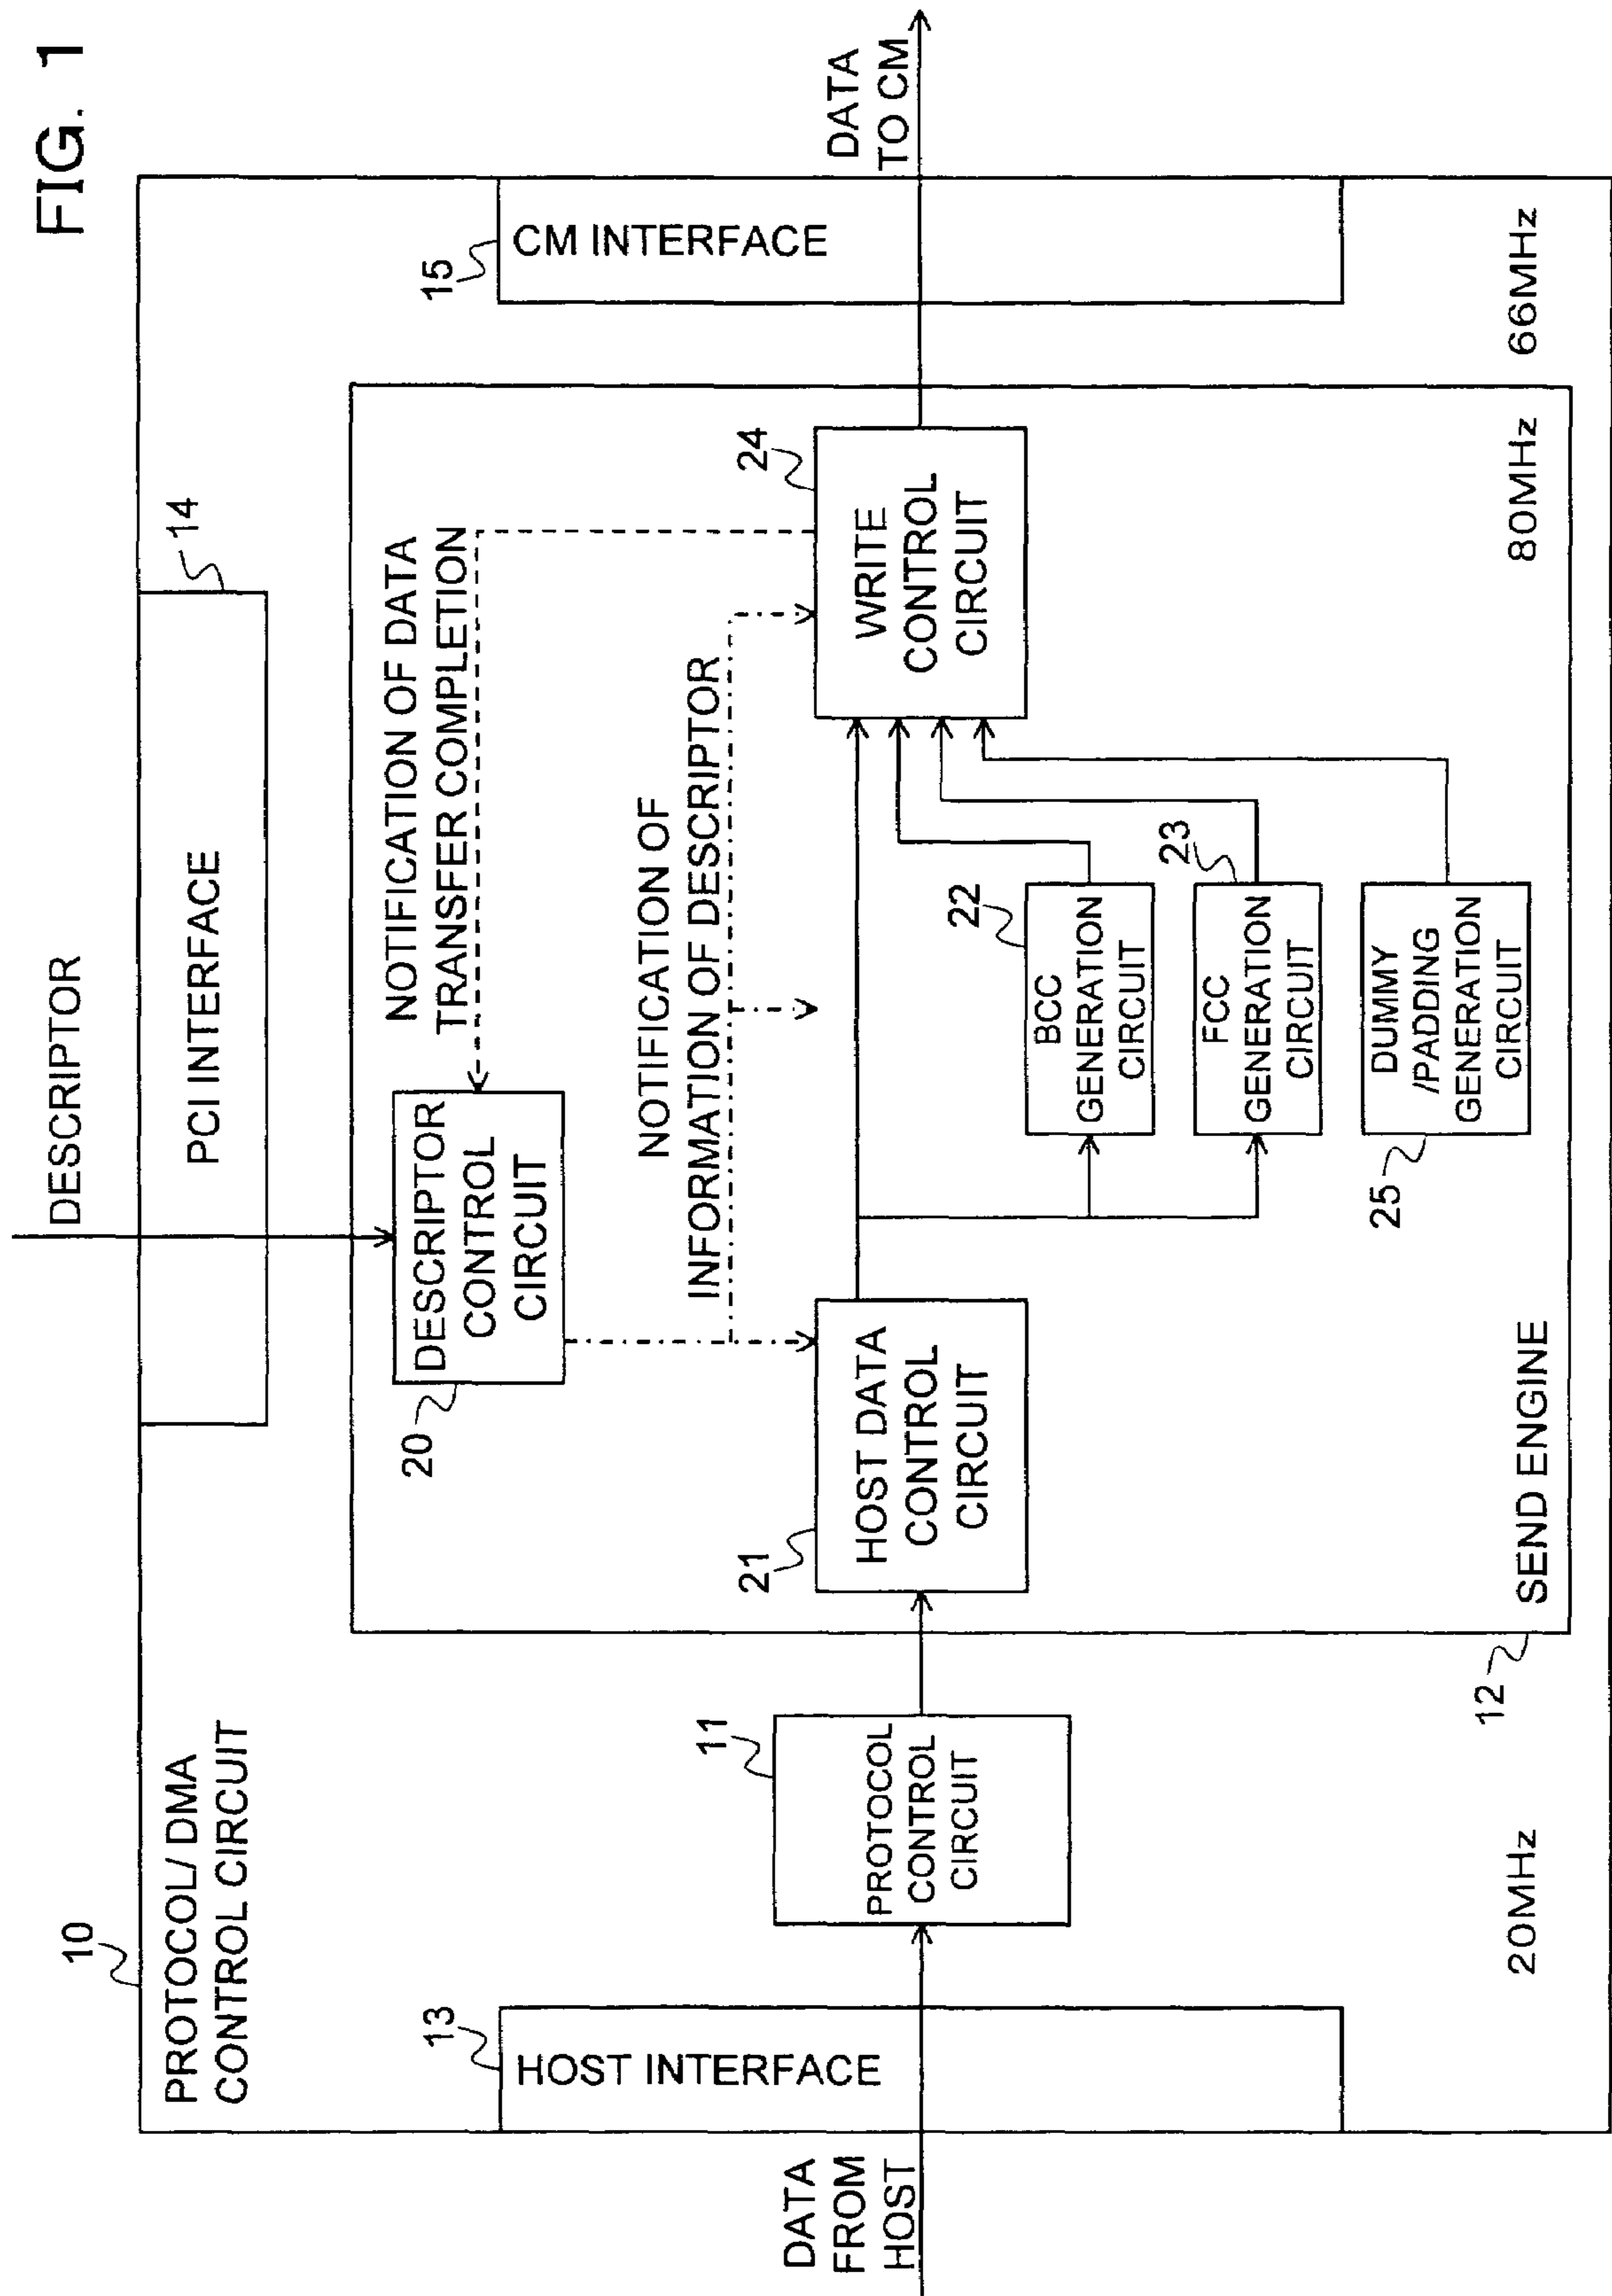 FIG. 1
DESCRIPTOR
10
PROTOCOL/ DMA
CONTROL CIRCUIT
14
PCI INTERFACE
13
HOST INTERFACE
15
CM INTERFACE
DATA
FROM
HOST
DATA
TO CM
11
PROTOCOL
CONTROL
CIRCUIT
20
DESCRIPTOR
CONTROL
CIRCUIT
NOTIFICATION OF DATA
TRANSFER COMPLETION
NOTIFICATION OF
INFORMATION OF DESCRIPTOR
21
HOST DATA
CONTROL
CIRCUIT
24
WRITE
CONTROL
CIRCUIT
22
BCC
GENERATION
CIRCUIT
23
FCC
GENERATION
CIRCUIT
25
DUMMY
/PADDING
GENERATION
CIRCUIT
12
SEND ENGINE
20MHz
80MHz
66MHz